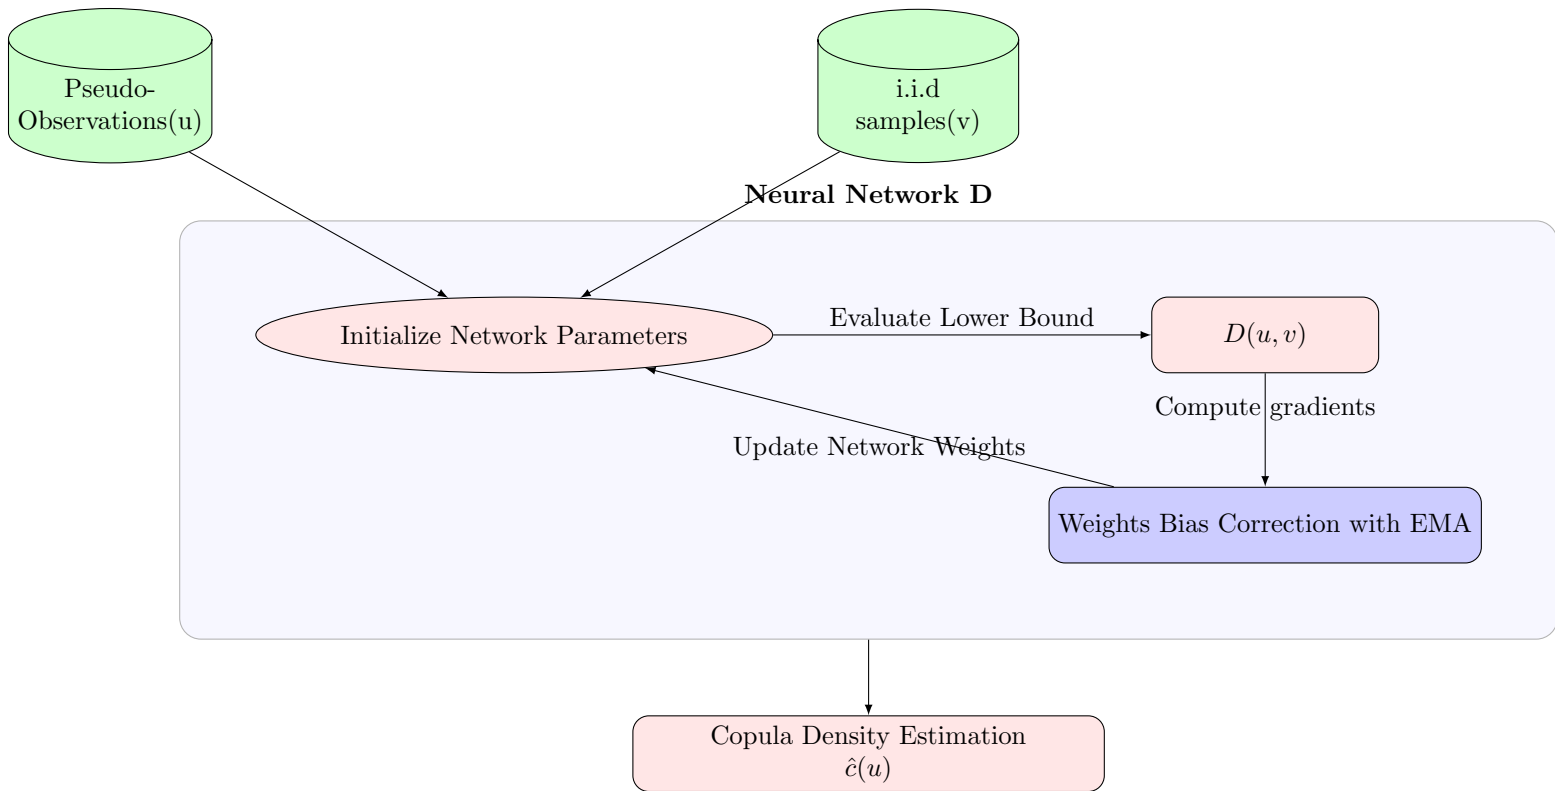 Pseudo-
Observations(u)
i.i.d
samples(v)
Neural Network D
Initialize Network Parameters
Evaluate Lower Bound
D(u, v)
Compute gradients
Update Network Weights
Weights Bias Correction with EMA
Copula Density Estimation
ĉ(u)